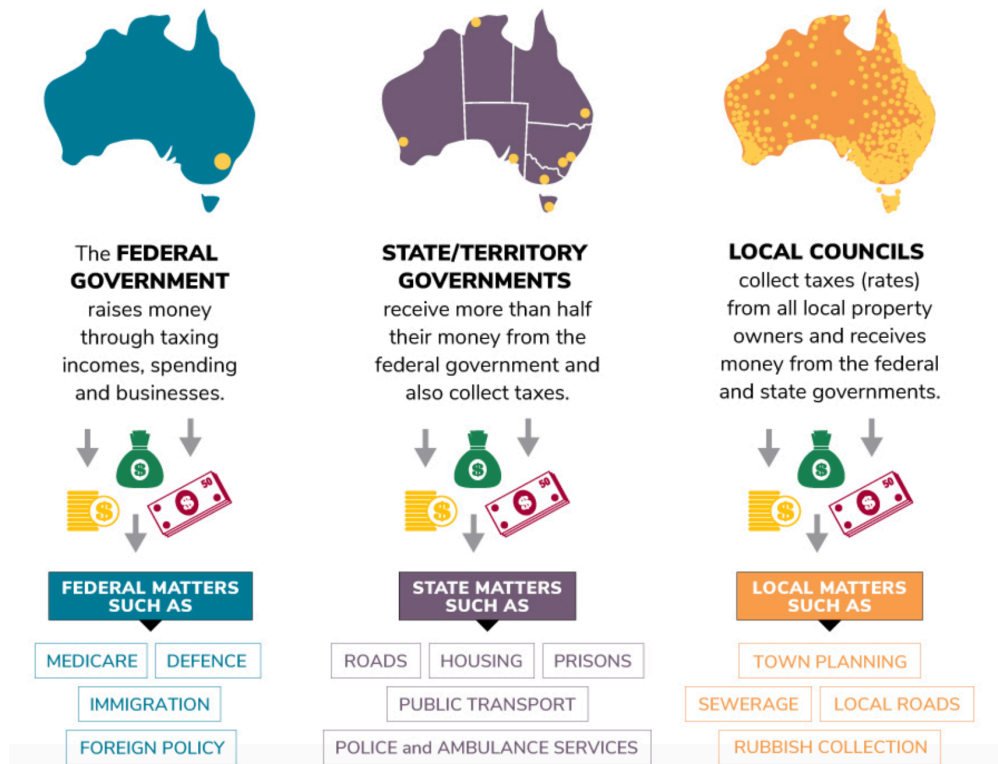 The FEDERAL
GOVERNMENT
raises money
through taxing
incomes, spending
and businesses.
$
$
$
50
FEDERAL MATTERS
SUCH AS
MEDICARE
DEFENCE
IMMIGRATION
FOREIGN POLICY
STATE/TERRITORY
GOVERNMENTS
receive more than half
their money from the
federal government and
also collect taxes.
$
$
$
50
STATE MATTERS
SUCH AS
ROADS
HOUSING
PRISONS
PUBLIC TRANSPORT
POLICE and AMBULANCE SERVICES
LOCAL COUNCILS
collect taxes (rates)
from all local property
owners and receives
money from the federal
and state governments.
$
$
$
50
LOCAL MATTERS
SUCH AS
TOWN PLANNING
SEWERAGE
LOCAL ROADS
RUBBISH COLLECTION